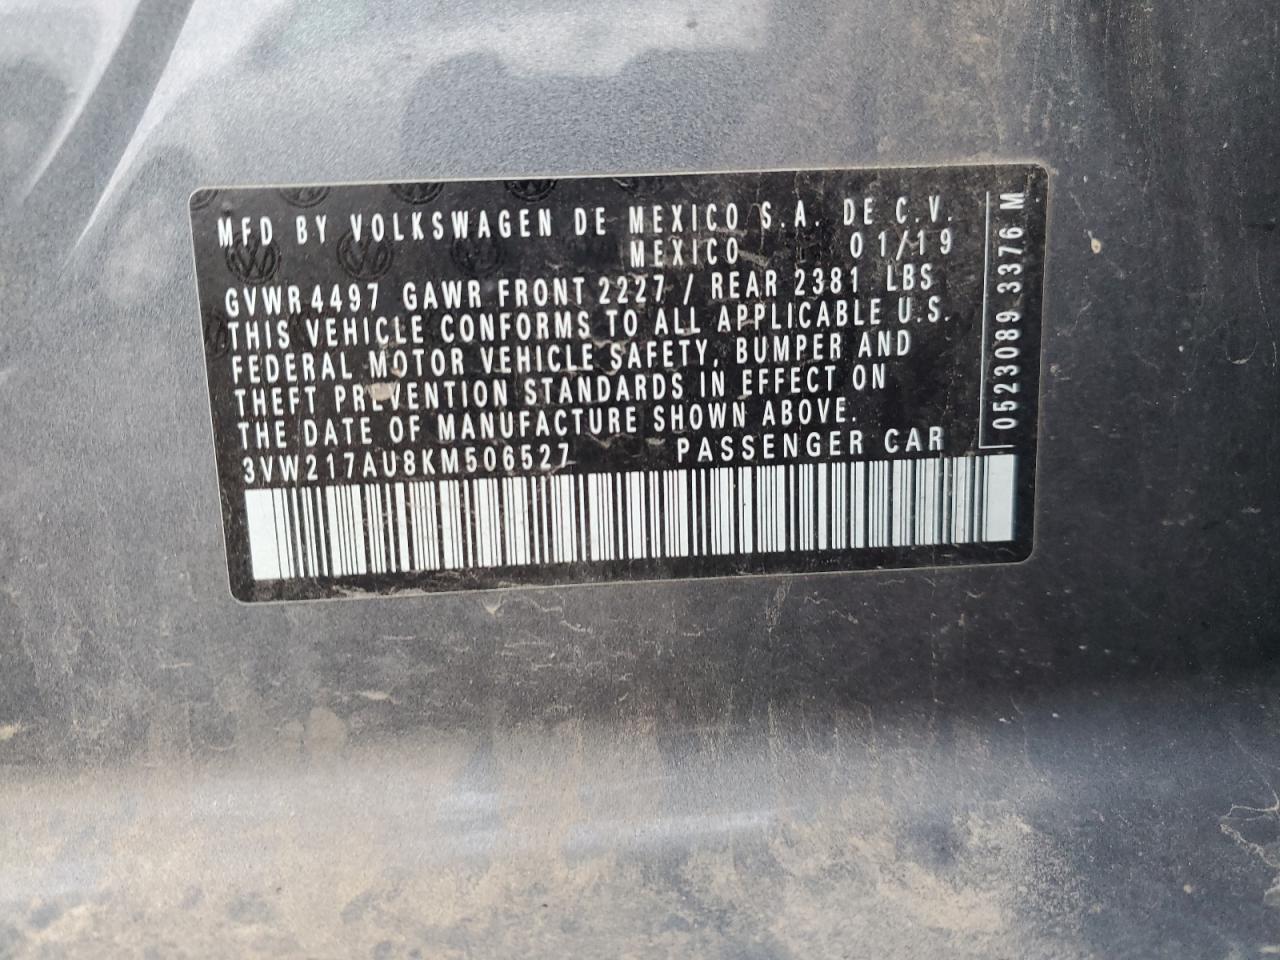 MFD BY VOLKSWAGEN DE MEXICO S.A. DE C.V.
MEXICO 01/19
GVWR 4497 GAWR FRONT 2227 / REAR 2381 LBS
THIS VEHICLE CONFORMS TO ALL APPLICABLE U.S.
FEDERAL MOTOR VEHICLE SAFETY, BUMPER AND
THEFT PREVENTION STANDARDS IN EFFECT ON
THE DATE OF MANUFACTURE SHOWN ABOVE.
3VW217AU8KM506527 PASSENGER CAR
0523089 3376 M